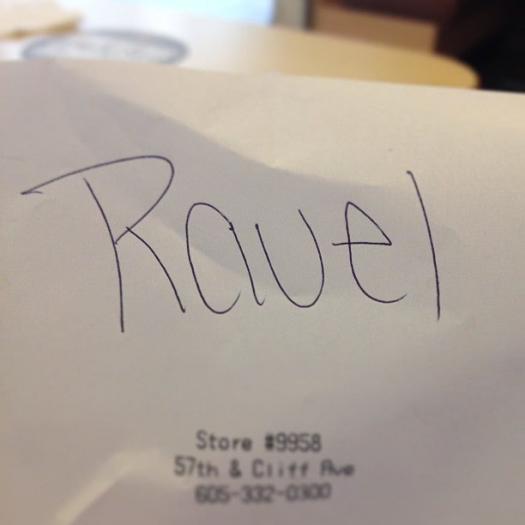 Ravel
Store #9958
57th & Cliff Ave
605-332-0300